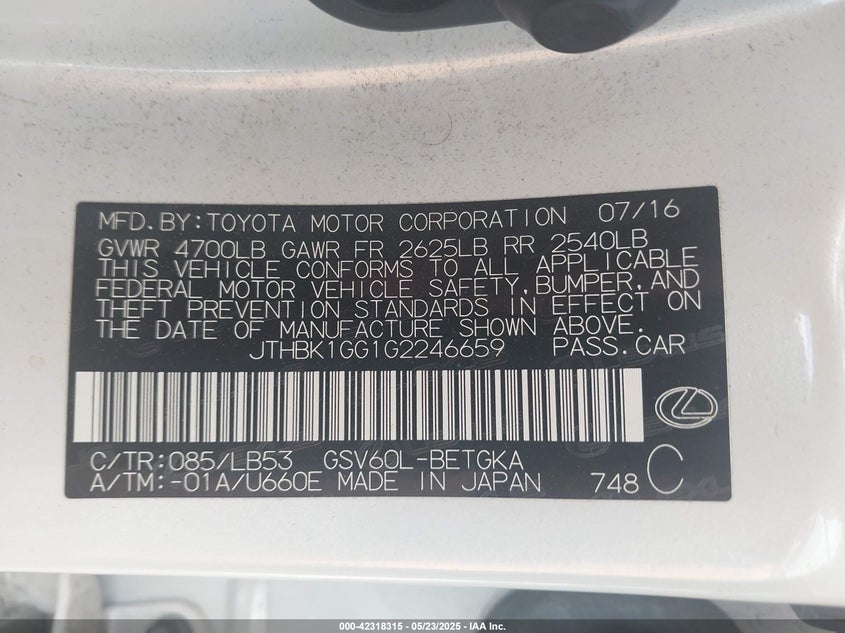 MFD.BY:TOYOTA MOTOR CORPORATION 07/16
GVWR 4700LB GAWR FR 2625LB RR 2540LB
THIS VEHICLE CONFORMS TO ALL APPLICABLE
FEDERAL MOTOR VEHICLE SAFETY,BUMPER,AND
THEFT PREVENTION STANDARDS IN EFFECT ON
THE DATE OF MANUFACTURE SHOWN ABOVE.
JTHBK1GG1G2246659 PASS.CAR
C/TR:085/LB53 GSV60L-BETGKA
A/TM:-01A/U660E MADE IN JAPAN 748 C
000-42318315 - 05/23/2025 - IAA Inc.